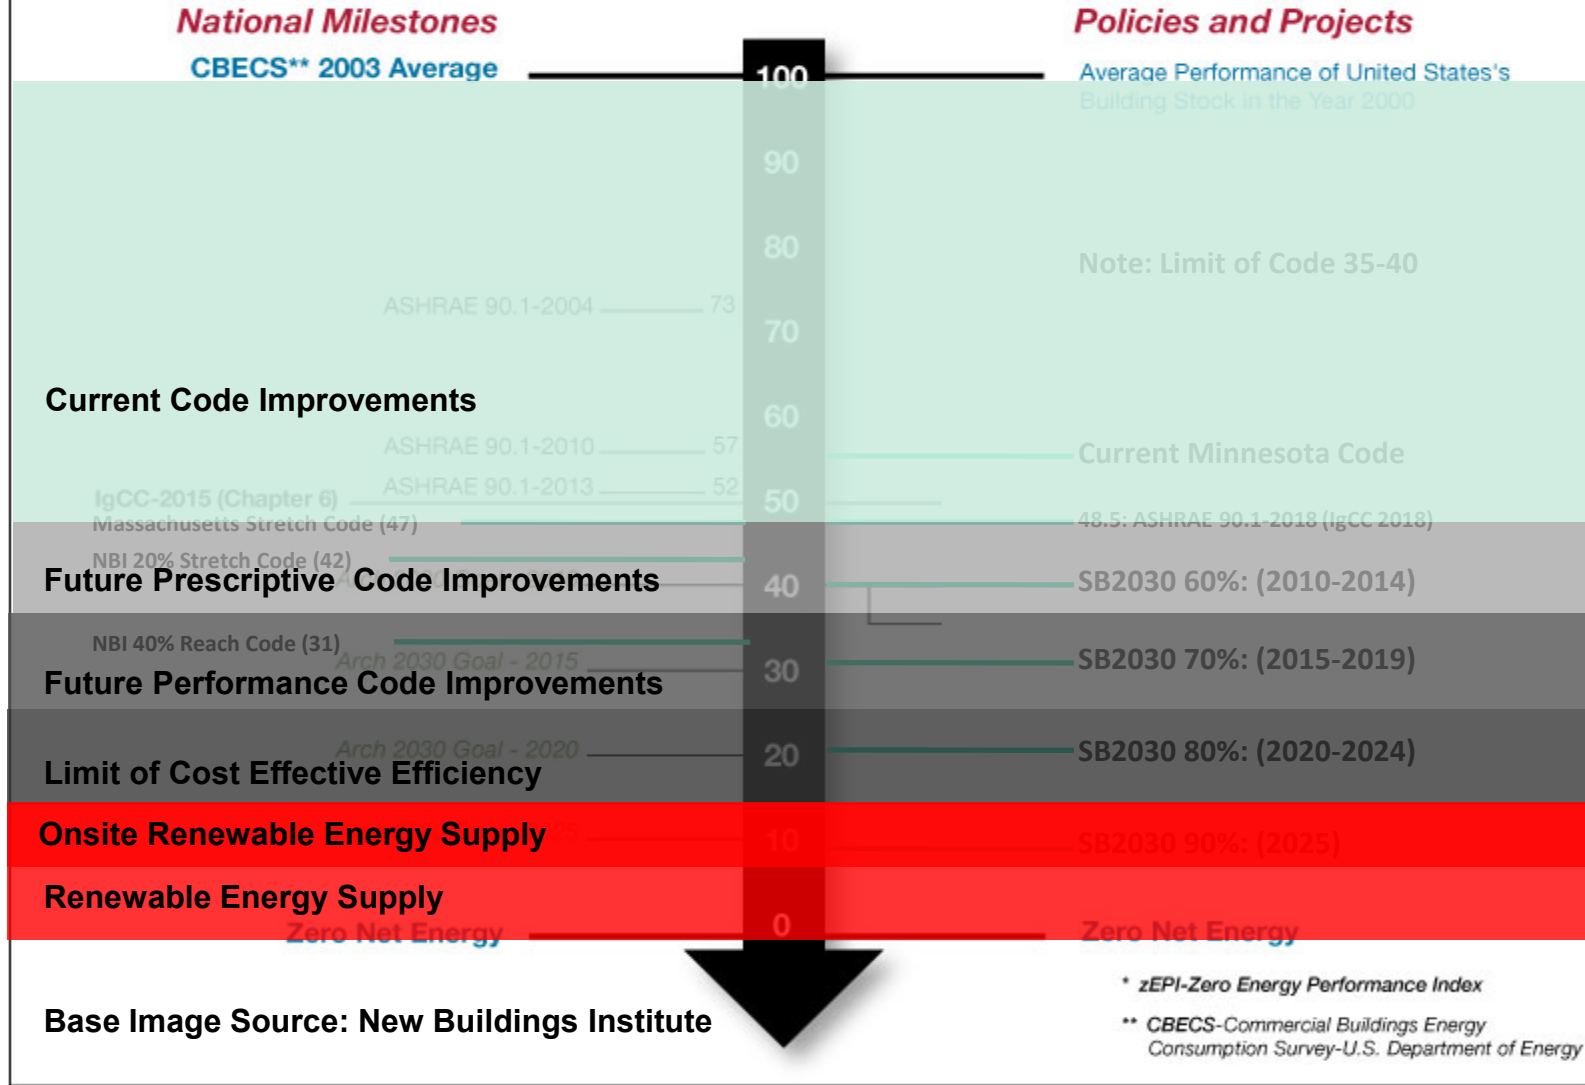 National Milestones
Policies and Projects
CBECS** 2003 Average
100
Average Performance of United States's
Building Stock in the Year 2000
90
80
Note: Limit of Code 35-40
ASHRAE 90.1-2004
73
70
Current Code Improvements
60
ASHRAE 90.1-2010
57
Current Minnesota Code
ASHRAE 90.1-2013
52
IgCC-2015 (Chapter 6)
50
Massachusetts Stretch Code (47)
48.5: ASHRAE 90.1-2018 (IgCC 2018)
NBI 20% Stretch Code (42)
Future Prescriptive Code Improvements
40
SB2030 60%: (2010-2014)
NBI 40% Reach Code (31)
Arch 2030 Goal - 2015
30
SB2030 70%: (2015-2019)
Future Performance Code Improvements
Arch 2030 Goal - 2020
20
SB2030 80%: (2020-2024)
Limit of Cost Effective Efficiency
Onsite Renewable Energy Supply
10
SB2030 90%: (2025)
Renewable Energy Supply
Zero Net Energy
0
Zero Net Energy
* zEPI-Zero Energy Performance Index
Base Image Source: New Buildings Institute
** CBECS-Commercial Buildings Energy
Consumption Survey-U.S. Department of Energy